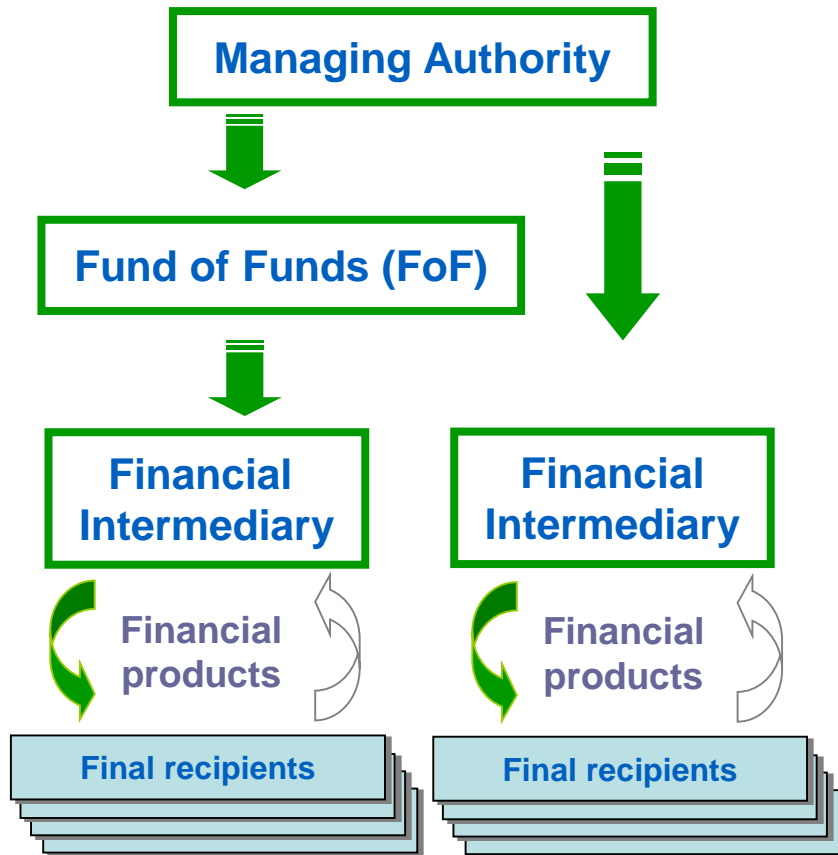 Managing Authority
Fund of Funds (FoF)
Financial
Intermediary
Financial
Intermediary
Financial
products
Financial
products
Final recipients
Final recipients